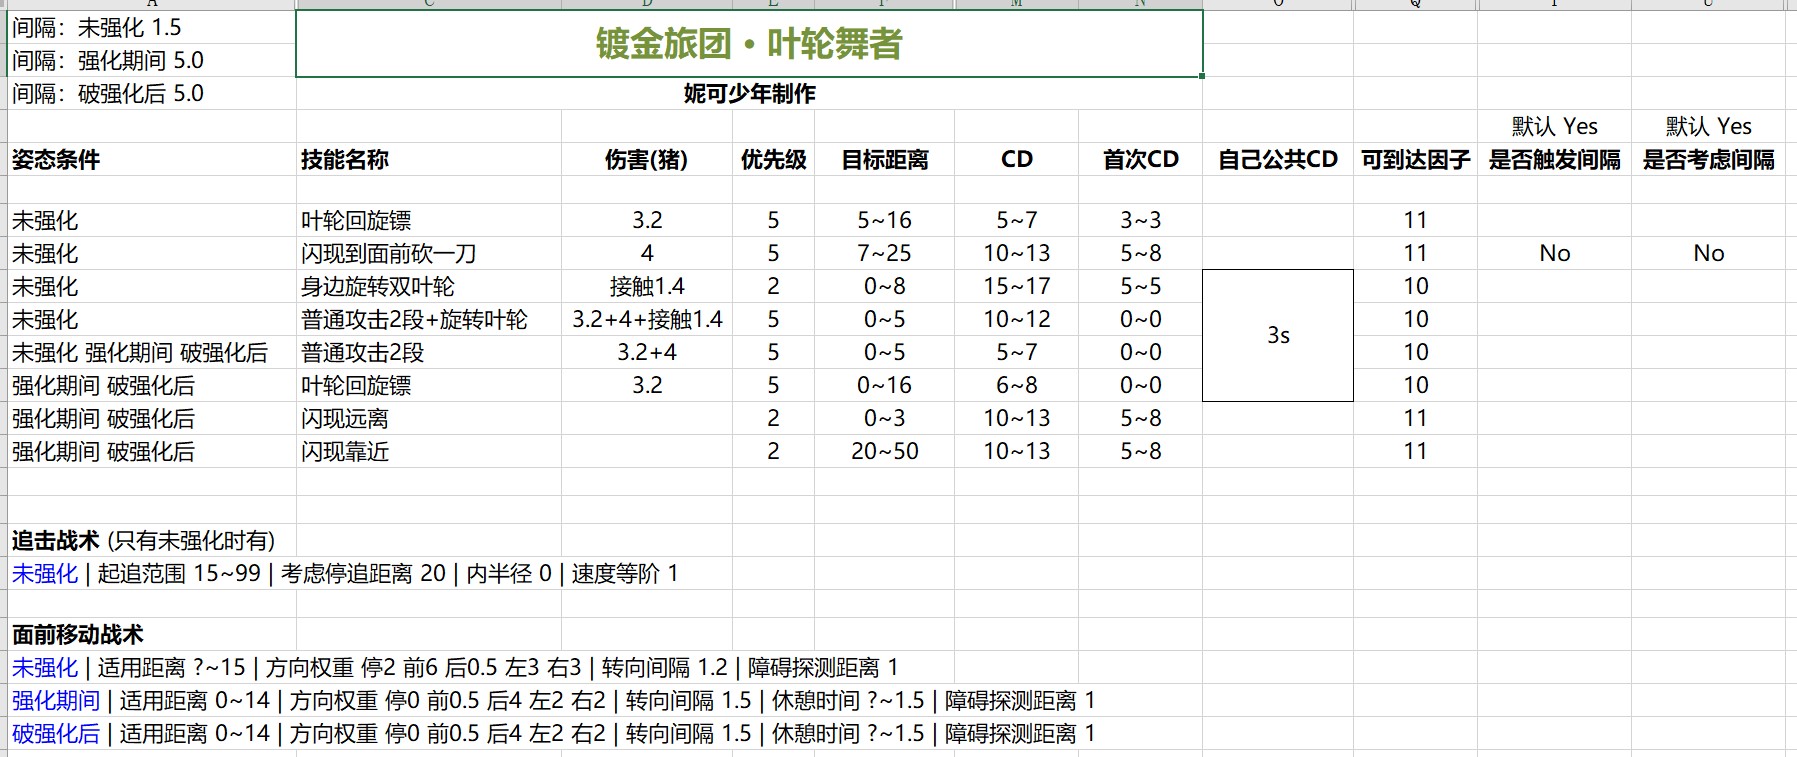 A C D E F M N O Q T U
间隔：未强化 1.5
镀金旅团・叶轮舞者
间隔：强化期间 5.0
间隔：破强化后 5.0
妮可少年制作
默认 Yes 默认 Yes
姿态条件 技能名称 伤害(猪) 优先级 目标距离 CD 首次CD 自己公共CD 可到达因子 是否触发间隔 是否考虑间隔
未强化 叶轮回旋镖 3.2 5 5~16 5~7 3~3 11
未强化 闪现到面前砍一刀 4 5 7~25 10~13 5~8 11 No No
未强化 身边旋转双叶轮 接触1.4 2 0~8 15~17 5~5 10
未强化 普通攻击2段+旋转叶轮 3.2+4+接触1.4 5 0~5 10~12 0~0 10
3s
未强化 强化期间 破强化后 普通攻击2段 3.2+4 5 0~5 5~7 0~0 10
强化期间 破强化后 叶轮回旋镖 3.2 5 0~16 6~8 0~0 10
强化期间 破强化后 闪现远离 2 0~3 10~13 5~8 11
强化期间 破强化后 闪现靠近 2 20~50 10~13 5~8 11
追击战术 (只有未强化时有)
未强化 | 起追范围 15~99 | 考虑停追距离 20 | 内半径 0 | 速度等阶 1
面前移动战术
未强化 | 适用距离 ?~15 | 方向权重 停2 前6 后0.5 左3 右3 | 转向间隔 1.2 | 障碍探测距离 1
强化期间 | 适用距离 0~14 | 方向权重 停0 前0.5 后4 左2 右2 | 转向间隔 1.5 | 休憩时间 ?~1.5 | 障碍探测距离 1
破强化后 | 适用距离 0~14 | 方向权重 停0 前0.5 后4 左2 右2 | 转向间隔 1.5 | 休憩时间 ?~1.5 | 障碍探测距离 1